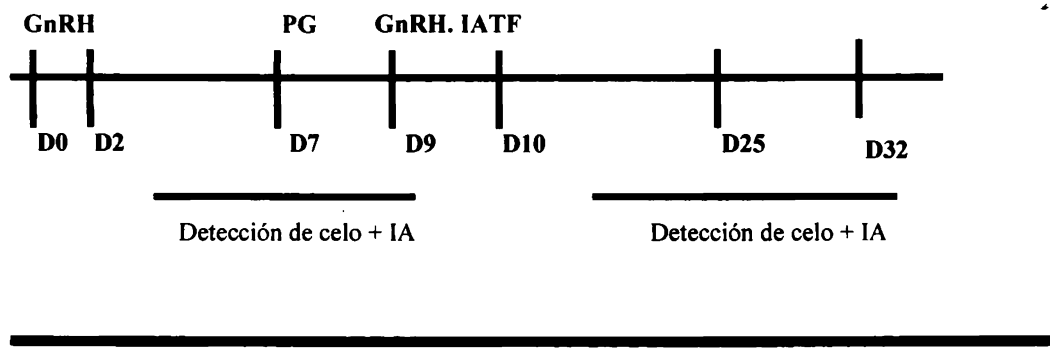 GnRH PG GnRH. IATF
D0 D2 D7 D9 D10 D25 D32
Detección de celo + IA Detección de celo + IA